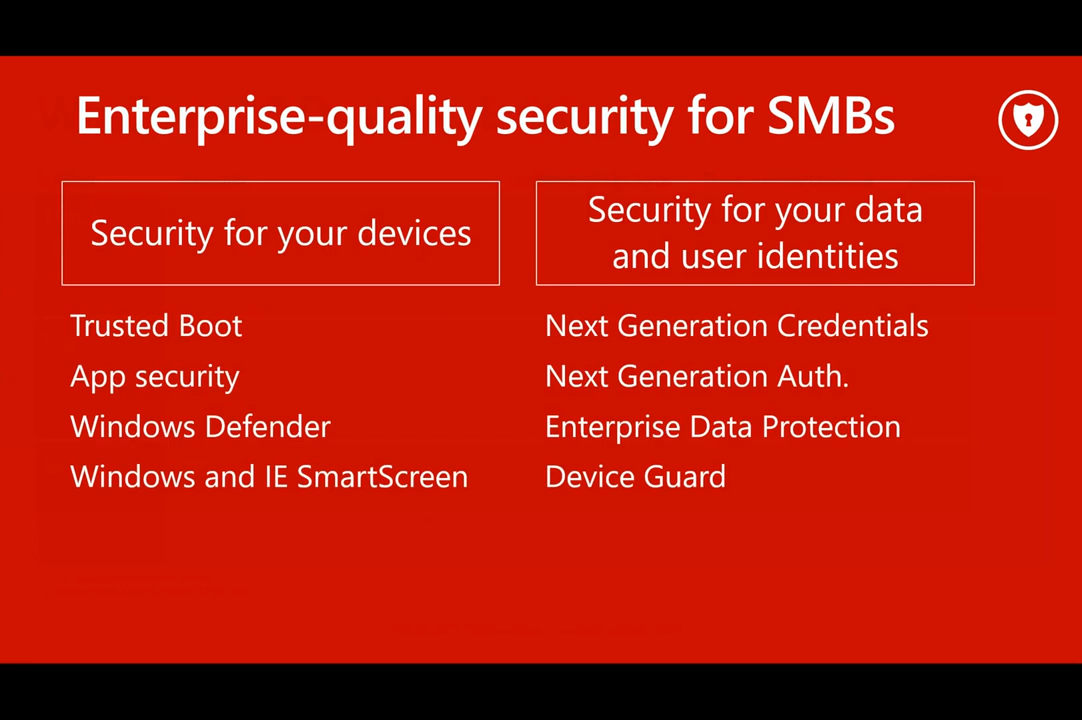 Enterprise-quality security for SMBs
Security for your devices
Trusted Boot
App security
Windows Defender
Windows and IE SmartScreen
Security for your data
and user identities
Next Generation Credentials
Next Generation Auth.
Enterprise Data Protection
Device Guard